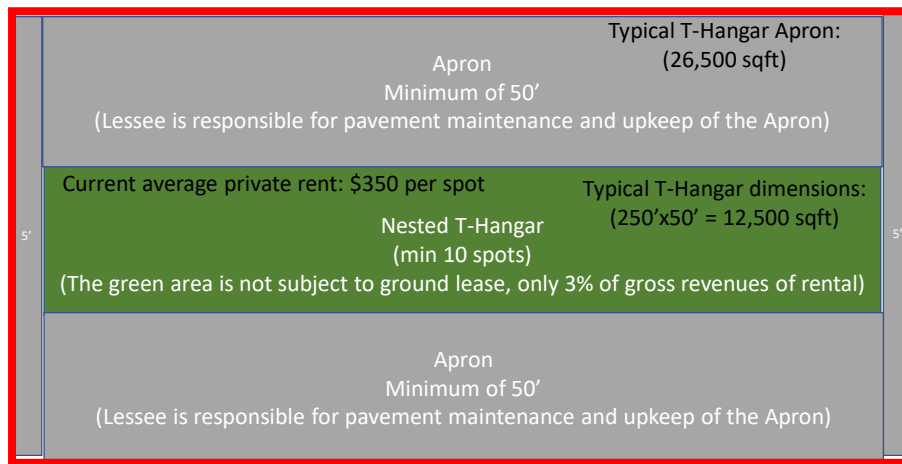 Typical T-Hangar Apron:
(26,500 sqft)
Apron
Minimum of 50’
(Lessee is responsible for pavement maintenance and upkeep of the Apron)
Current average private rent: $350 per spot
Typical T-Hangar dimensions:
(250’x50’ = 12,500 sqft)
5’
Nested T-Hangar
5’
(min 10 spots)
(The green area is not subject to ground lease, only 3% of gross revenues of rental)
Apron
Minimum of 50’
(Lessee is responsible for pavement maintenance and upkeep of the Apron)